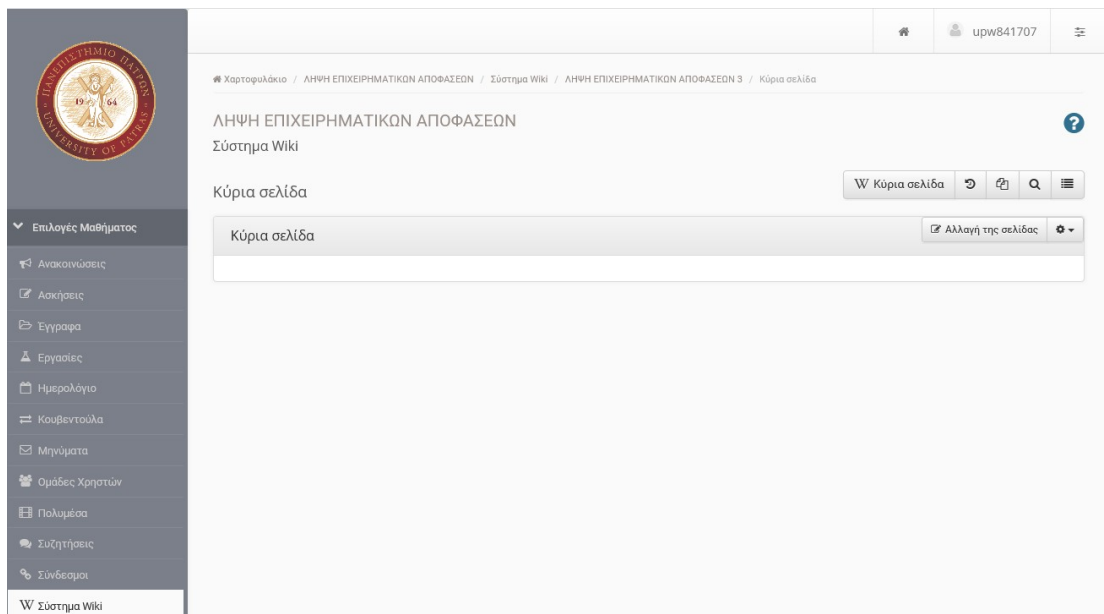 ΠΑΝΕΠΙΣΤΗΜΙΟ ΠΑΤΡΩΝ
19 64
UNIVERSITY OF PATRAS
upw841707
Χαρτοφυλάκιο / ΛΗΨΗ ΕΠΙΧΕΙΡΗΜΑΤΙΚΩΝ ΑΠΟΦΑΣΕΩΝ / Σύστημα Wiki / ΛΗΨΗ ΕΠΙΧΕΙΡΗΜΑΤΙΚΩΝ ΑΠΟΦΑΣΕΩΝ 3 / Κύρια σελίδα
ΛΗΨΗ ΕΠΙΧΕΙΡΗΜΑΤΙΚΩΝ ΑΠΟΦΑΣΕΩΝ
Σύστημα Wiki
Κύρια σελίδα
W Κύρια σελίδα
Κύρια σελίδα
Αλλαγή της σελίδας
Επιλογές Μαθήματος
Ανακοινώσεις
Ασκήσεις
Έγγραφα
Εργασίες
Ημερολόγιο
Κουβεντούλα
Μηνύματα
Ομάδες Χρηστών
Πολυμέσα
Συζητήσεις
Σύνδεσμοι
W Σύστημα Wiki